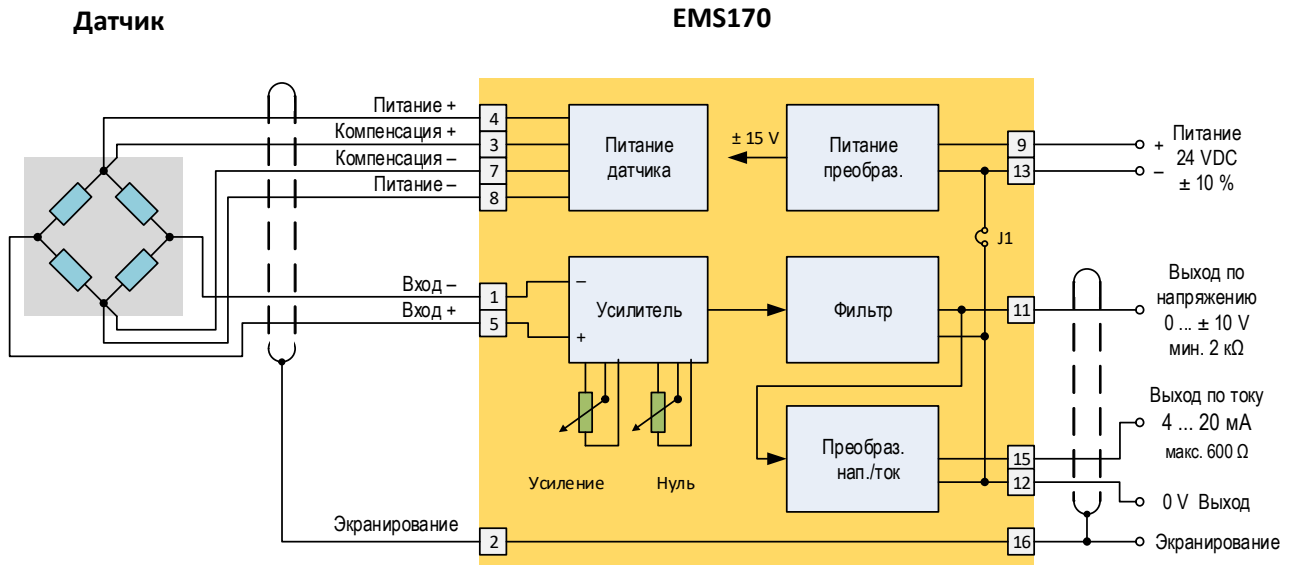 Датчик
EMS170
Питание +
Компенсация +
Компенсация –
Питание –
4
3
7
8
Питание
датчика
± 15 V
Питание
преобраз.
9
13
+
–
Питание
24 VDC
± 10 %
J1
Вход –
Вход +
1
5
–
+
Усилитель
Фильтр
11
Выход по
напряжению
0 ... ± 10 V
мин. 2 кΩ
Усиление
Нуль
Преобраз.
нап./ток
15
12
Выход по току
4 ... 20 мА
макс. 600 Ω
0 V Выход
Экранирование
2
16
Экранирование